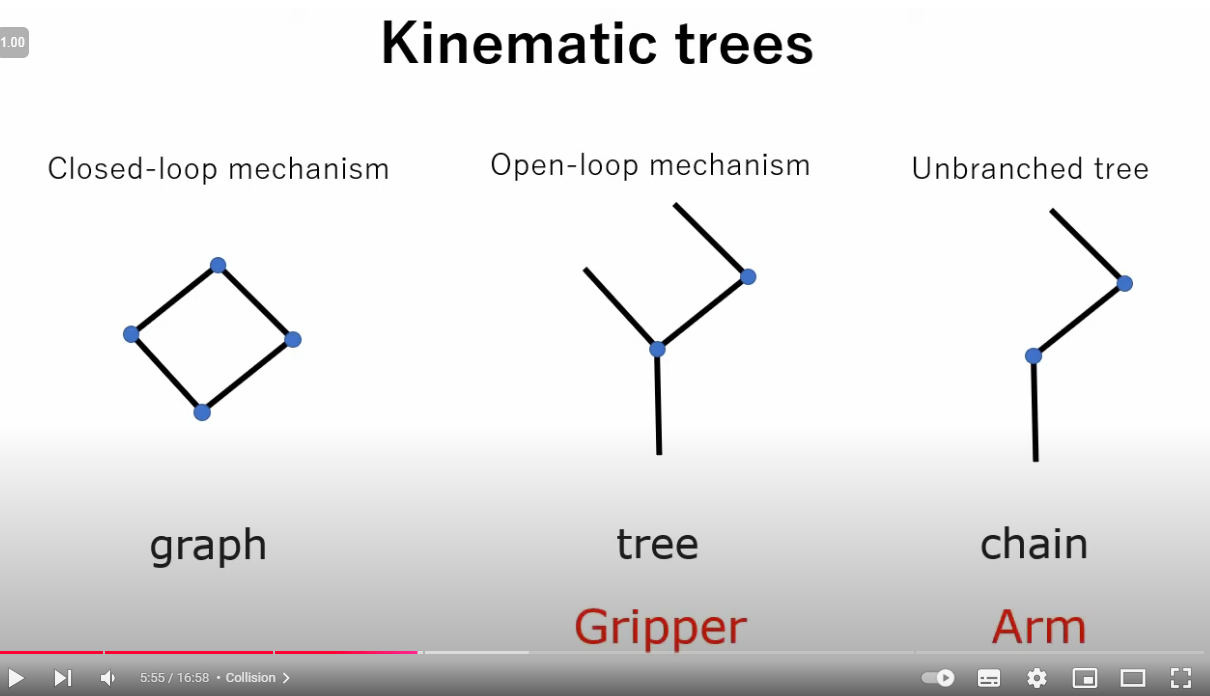 Kinematic trees
1.00
Closed-loop mechanism
Open-loop mechanism
Unbranched tree
graph
tree
chain
Gripper
Arm
5:55 / 16:58 • Collision